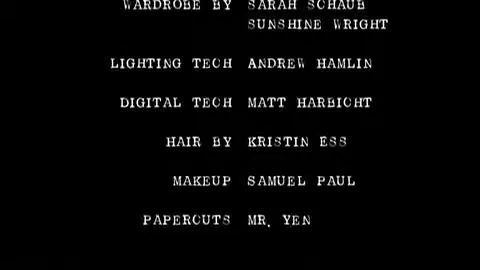 WARDROBE BY SARAH SCHAUB
SUNSHINE WRIGHT
LIGHTING TECH ANDREW HAMLIN
DIGITAL TECH MATT HARBICHT
HAIR BY KRISTIN ESS
MAKEUP SAMUEL PAUL
PAPERCUTS MR. YEN